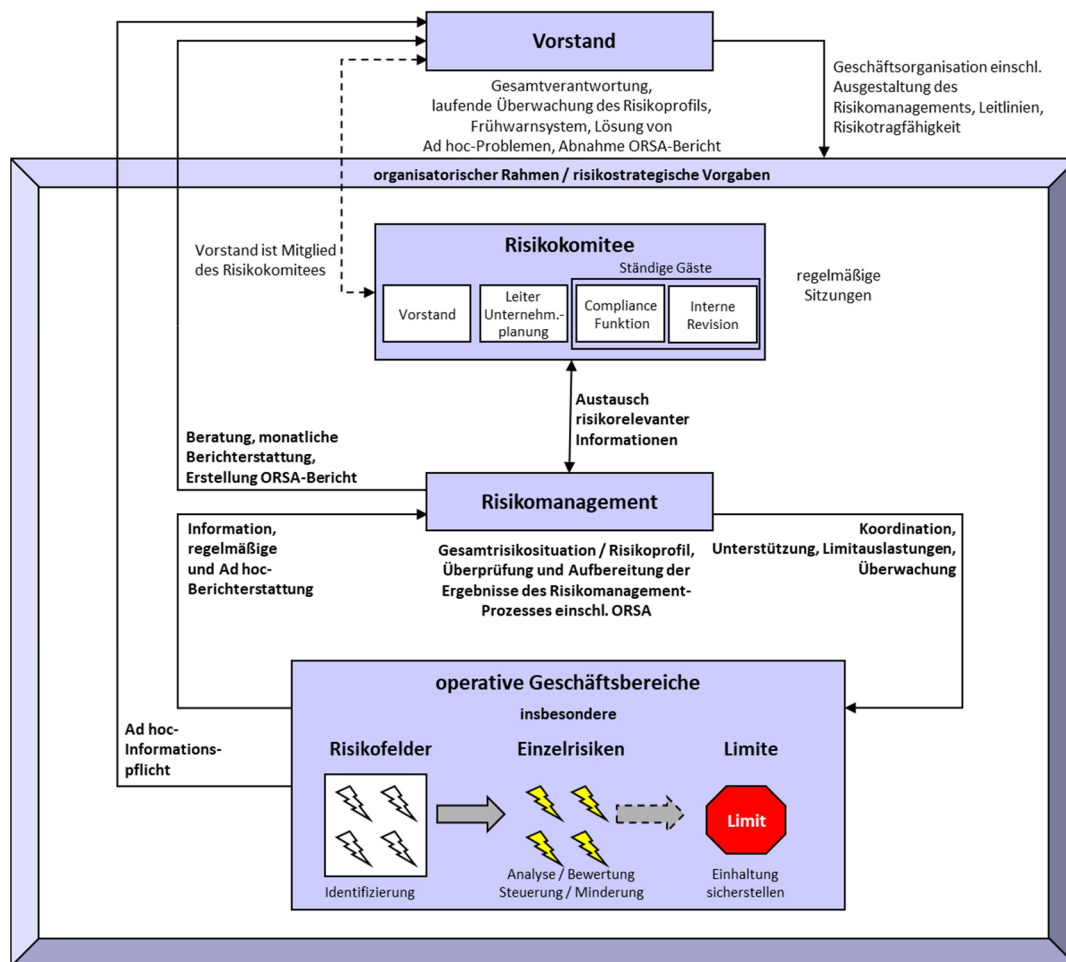 Vorstand
Gesamtverantwortung,
laufende Überwachung des Risikoprofils,
Frühwarnsystem, Lösung von
Ad hoc-Problemen, Abnahme ORSA-Bericht
Geschäftsorganisation einschl.
Ausgestaltung des
Risikomanagements, Leitlinien,
Risikotragfähigkeit
organisatorischer Rahmen / risikostrategische Vorgaben
Vorstand ist Mitglied
des Risikokomitees
Risikokomitee
Ständige Gäste
Vorstand
Leiter
Unternehm.-
planung
Compliance
Funktion
Interne
Revision
regelmäßige
Sitzungen
Austausch
risikorelevanter
Informationen
Beratung, monatliche
Berichterstattung,
Erstellung ORSA-Bericht
Risikomanagement
Information,
regelmäßige
und Ad hoc-
Berichterstattung
Gesamtrisikosituation / Risikoprofil,
Überprüfung und Aufbereitung der
Ergebnisse des Risikomanagement-
Prozesses einschl. ORSA
Koordination,
Unterstützung, Limitauslastungen,
Überwachung
operative Geschäftsbereiche
insbesondere
Ad hoc-
Informations-
pflicht
Risikofelder
Einzelrisiken
Limite
Limit
Identifizierung
Analyse / Bewertung
Steuerung / Minderung
Einhaltung
sicherstellen